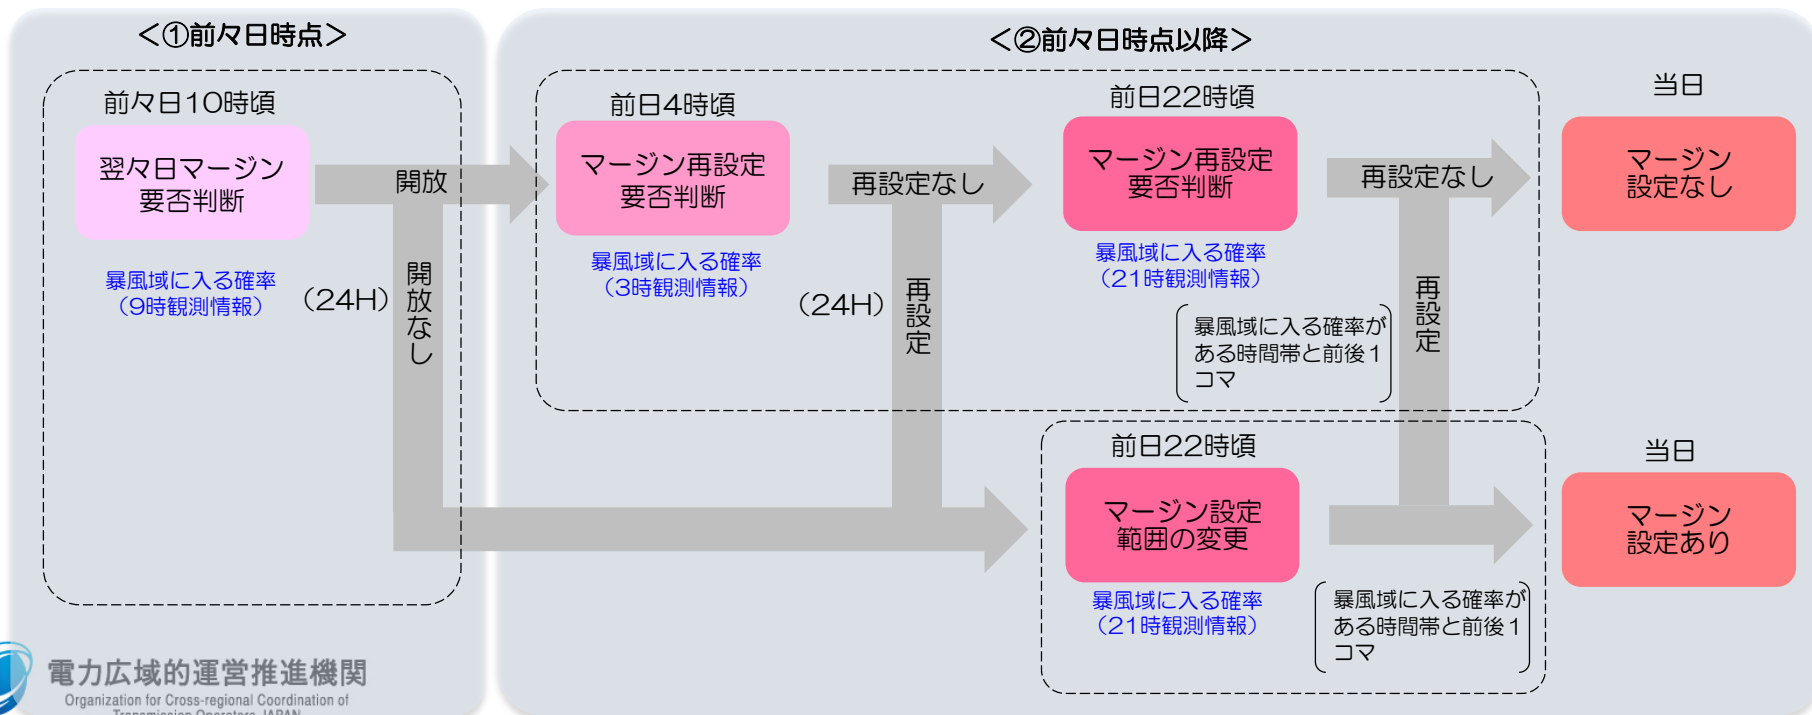 ＜①前々日時点＞
前々日10時頃
翌々日マージン
要否判断
暴風域に入る確率
（9時観測情報）
開放
（24H）
開放なし
＜②前々日時点以降＞
前日4時頃
マージン再設定
要否判断
暴風域に入る確率
（3時観測情報）
再設定なし
（24H）
再設定
前日22時頃
マージン再設定
要否判断
暴風域に入る確率
（21時観測情報）
暴風域に入る確率が
ある時間帯と前後1
コマ
再設定なし
再設定
当日
マージン
設定なし
前日22時頃
マージン設定
範囲の変更
暴風域に入る確率
（21時観測情報）
暴風域に入る確率が
ある時間帯と前後1
コマ
当日
マージン
設定あり
電力広域的運営推進機関
Organization for Cross-regional Coordination of
Transmission Operators, JAPAN